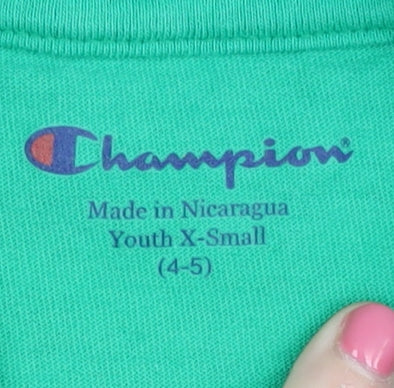 Champion®
Made in Nicaragua
Youth X-Small
(4-5)